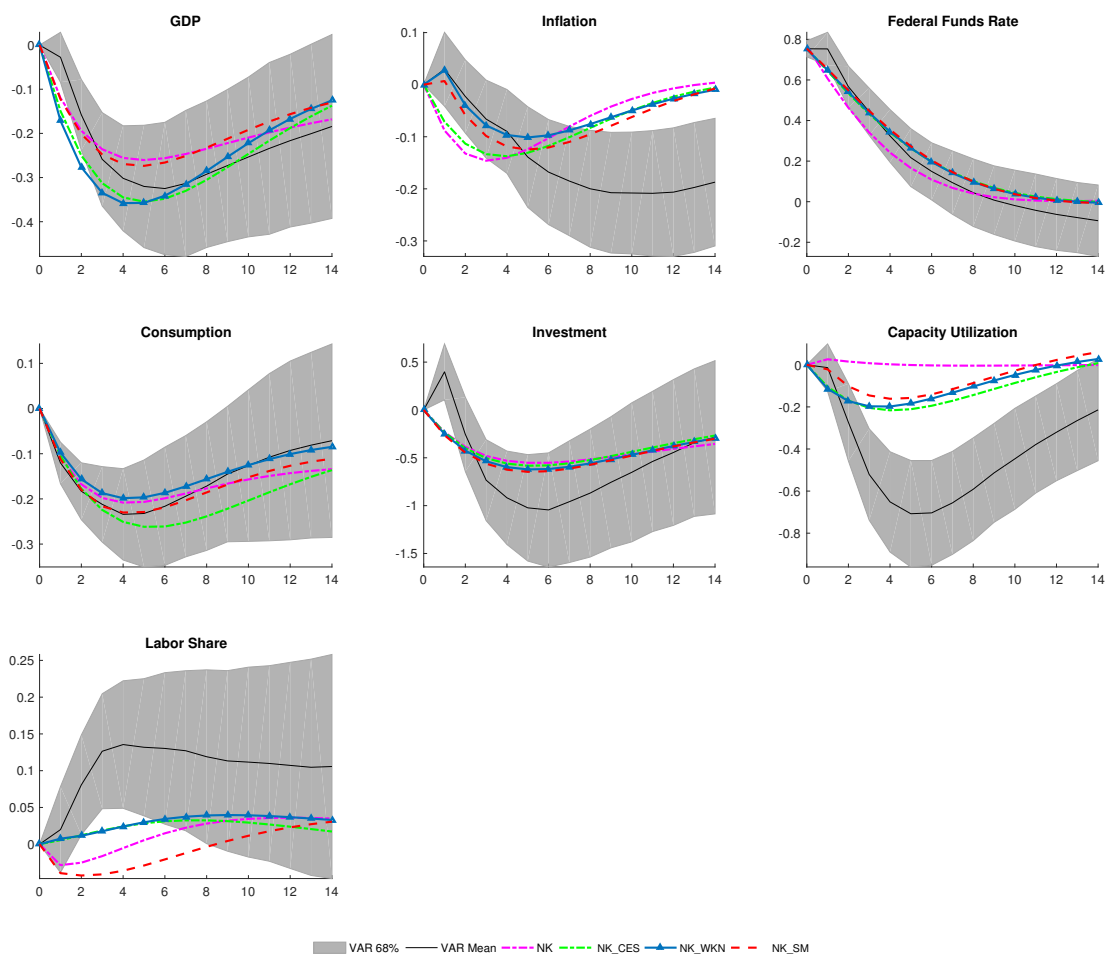 GDP
Inflation
Federal Funds Rate
0
-0.1
-0.2
-0.3
-0.4
0 2 4 6 8 10 12 14
0.1
0
-0.1
-0.2
-0.3
0 2 4 6 8 10 12 14
0.8
0.6
0.4
0.2
0
-0.2
0 2 4 6 8 10 12 14
Consumption
Investment
Capacity Utilization
0.1
0
-0.1
-0.2
-0.3
0 2 4 6 8 10 12 14
0.5
0
-0.5
-1
-1.5
0 2 4 6 8 10 12 14
0
-0.2
-0.4
-0.6
-0.8
0 2 4 6 8 10 12 14
Labor Share
0.25
0.2
0.15
0.1
0.05
0
0 2 4 6 8 10 12 14
VAR 68% VAR Mean NK NK_CES NK_WKN NK_SM